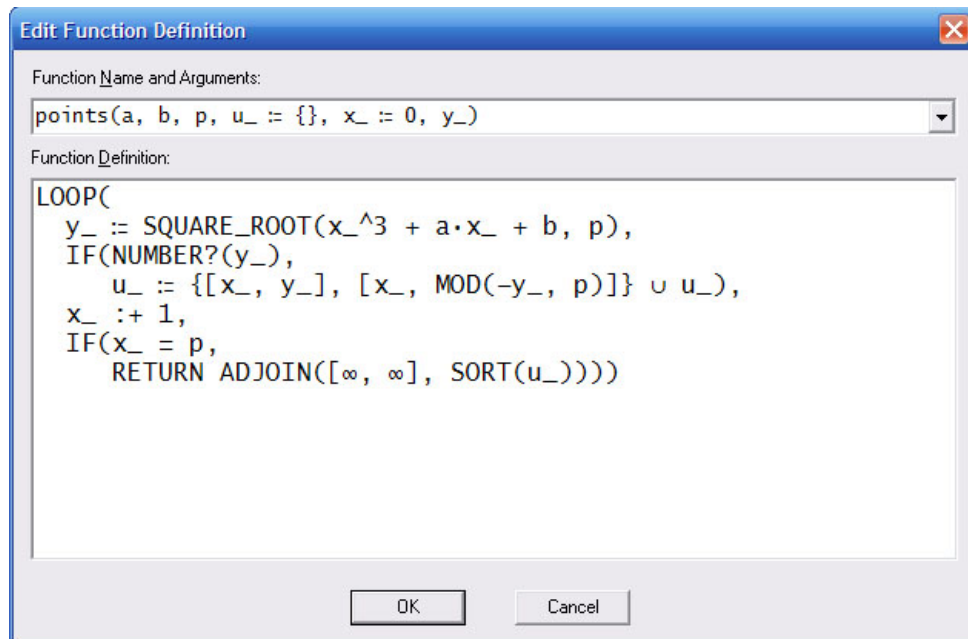 Edit Function Definition
Function Name and Arguments:
points(a, b, p, u_ ≔ {}, x_ ≔ 0, y_)
Function Definition:
LOOP(
  y_ ≔ SQUARE_ROOT(x_^3 + a·x_ + b, p),
  IF(NUMBER?(y_),
     u_ ≔ {[x_, y_], [x_, MOD(-y_, p)]} ∪ u_),
  x_ :+ 1,
  IF(x_ = p,
     RETURN ADJOIN([∞, ∞], SORT(u_))))
OK
Cancel